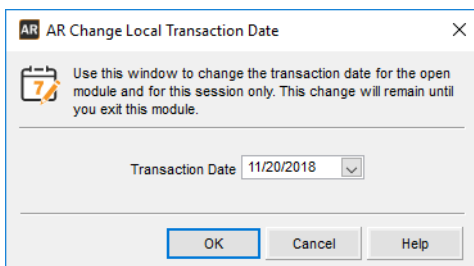 AR AR Change Local Transaction Date
7
Use this window to change the transaction date for the open
module and for this session only. This change will remain until
you exit this module.
Transaction Date 11/20/2018
OK Cancel Help